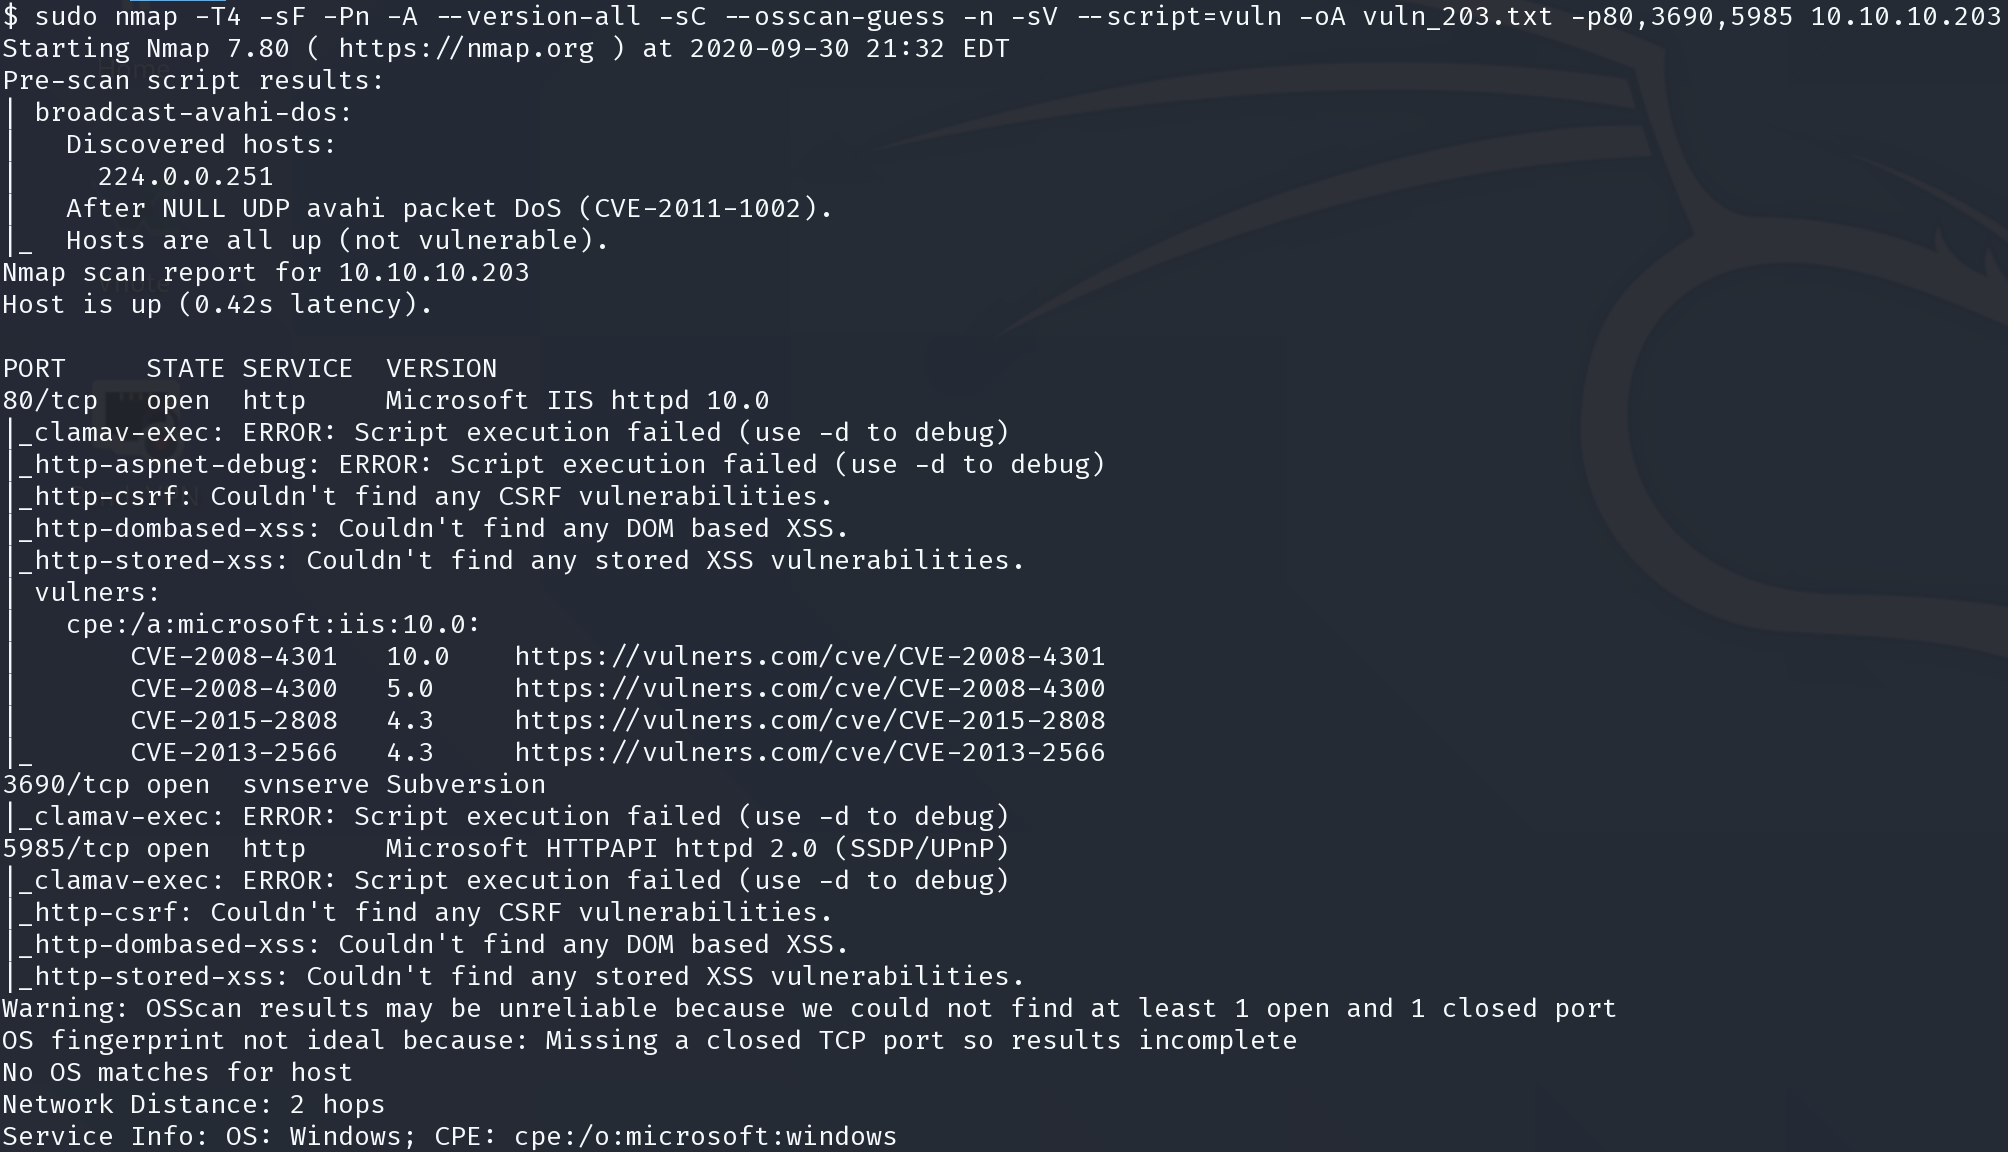 $ sudo nmap -T4 -sF -Pn -A --version-all -sC --osscan-guess -n -sV --script=vuln -oA vuln_203.txt -p80,3690,5985 10.10.10.203
Starting Nmap 7.80 ( https://nmap.org ) at 2020-09-30 21:32 EDT
Pre-scan script results:
| broadcast-avahi-dos:
|   Discovered hosts:
|     224.0.0.251
|   After NULL UDP avahi packet DoS (CVE-2011-1002).
|_  Hosts are all up (not vulnerable).
Nmap scan report for 10.10.10.203
Host is up (0.42s latency).
PORT     STATE SERVICE  VERSION
80/tcp   open  http     Microsoft IIS httpd 10.0
|_clamav-exec: ERROR: Script execution failed (use -d to debug)
|_http-aspnet-debug: ERROR: Script execution failed (use -d to debug)
|_http-csrf: Couldn't find any CSRF vulnerabilities.
|_http-dombased-xss: Couldn't find any DOM based XSS.
|_http-stored-xss: Couldn't find any stored XSS vulnerabilities.
| vulners:
|   cpe:/a:microsoft:iis:10.0:
|       CVE-2008-4301   10.0    https://vulners.com/cve/CVE-2008-4301
|       CVE-2008-4300   5.0     https://vulners.com/cve/CVE-2008-4300
|       CVE-2015-2808   4.3     https://vulners.com/cve/CVE-2015-2808
|_      CVE-2013-2566   4.3     https://vulners.com/cve/CVE-2013-2566
3690/tcp open  svnserve Subversion
|_clamav-exec: ERROR: Script execution failed (use -d to debug)
5985/tcp open  http     Microsoft HTTPAPI httpd 2.0 (SSDP/UPnP)
|_clamav-exec: ERROR: Script execution failed (use -d to debug)
|_http-csrf: Couldn't find any CSRF vulnerabilities.
|_http-dombased-xss: Couldn't find any DOM based XSS.
|_http-stored-xss: Couldn't find any stored XSS vulnerabilities.
Warning: OSScan results may be unreliable because we could not find at least 1 open and 1 closed port
OS fingerprint not ideal because: Missing a closed TCP port so results incomplete
No OS matches for host
Network Distance: 2 hops
Service Info: OS: Windows; CPE: cpe:/o:microsoft:windows